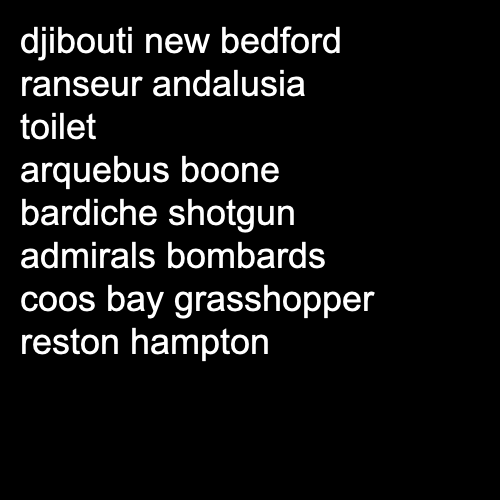 djibouti new bedford
ranseur andalusia
toilet
arquebus boone
bardiche shotgun
admirals bombards
coos bay grasshopper
reston hampton